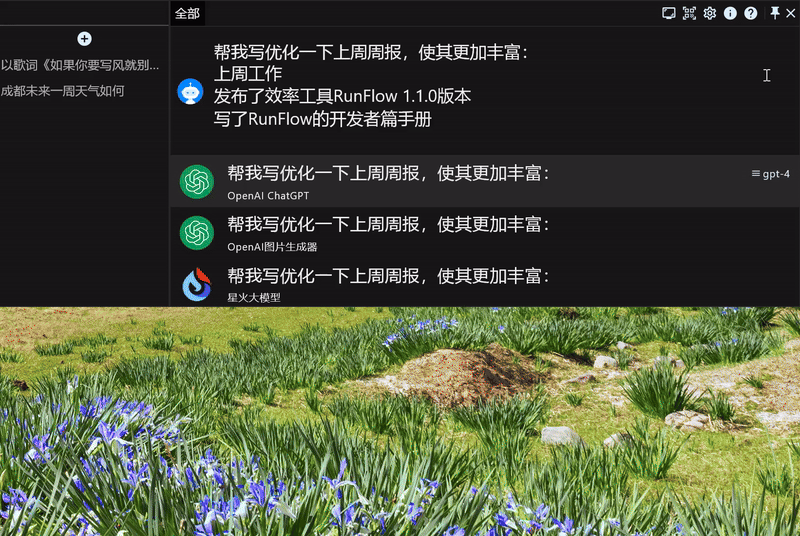 全部
以歌词《如果你要写风就别...
成都未来一周天气如何
帮我写优化一下上周周报，使其更加丰富：
上周工作
发布了效率工具RunFlow 1.1.0版本
写了RunFlow的开发者篇手册
帮我写优化一下上周周报，使其更加丰富：
OpenAI ChatGPT
gpt-4
帮我写优化一下上周周报，使其更加丰富：
OpenAI图片生成器
帮我写优化一下上周周报，使其更加丰富：
星火大模型